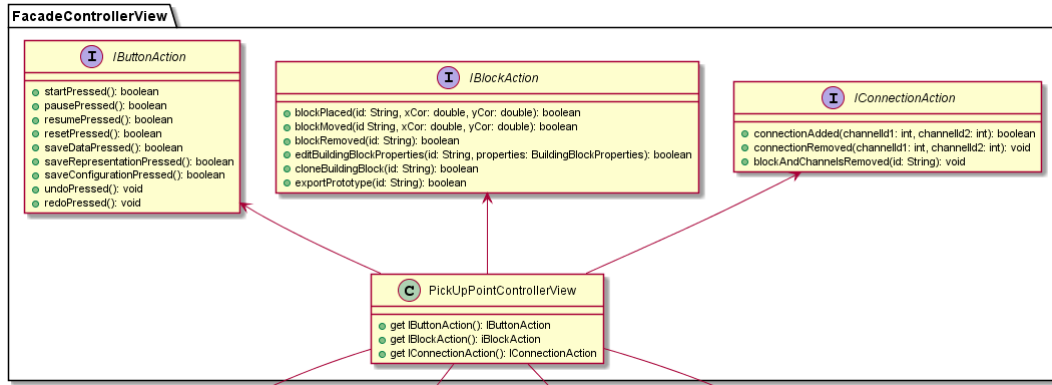 FacadeControllerView
I IButtonAction
startPressed(): boolean
pausePressed(): boolean
resumePressed(): boolean
resetPressed(): boolean
saveDataPressed(): boolean
saveRepresentationPressed(): boolean
saveConfigurationPressed(): boolean
undoPressed(): void
redoPressed(): void
I IBlockAction
blockPlaced(id: String, xCor: double, yCor: double): boolean
blockMoved(id String, xCor: double, yCor: double): boolean
blockRemoved(id: String): boolean
editBuildingBlockProperties(id: String, properties: BuildingBlockProperties): boolean
cloneBuildingBlock(id: String): boolean
exportPrototype(id: String): boolean
I IConnectionAction
connectionAdded(channelId1: int, channelId2: int): boolean
connectionRemoved(channelId1: int, channelId2: int): void
blockAndChannelsRemoved(id: String): void
C PickUpPointControllerView
get IButtonAction(): IButtonAction
get IBlockAction(): iBlockAction
get IConnectionAction(): IConnectionAction